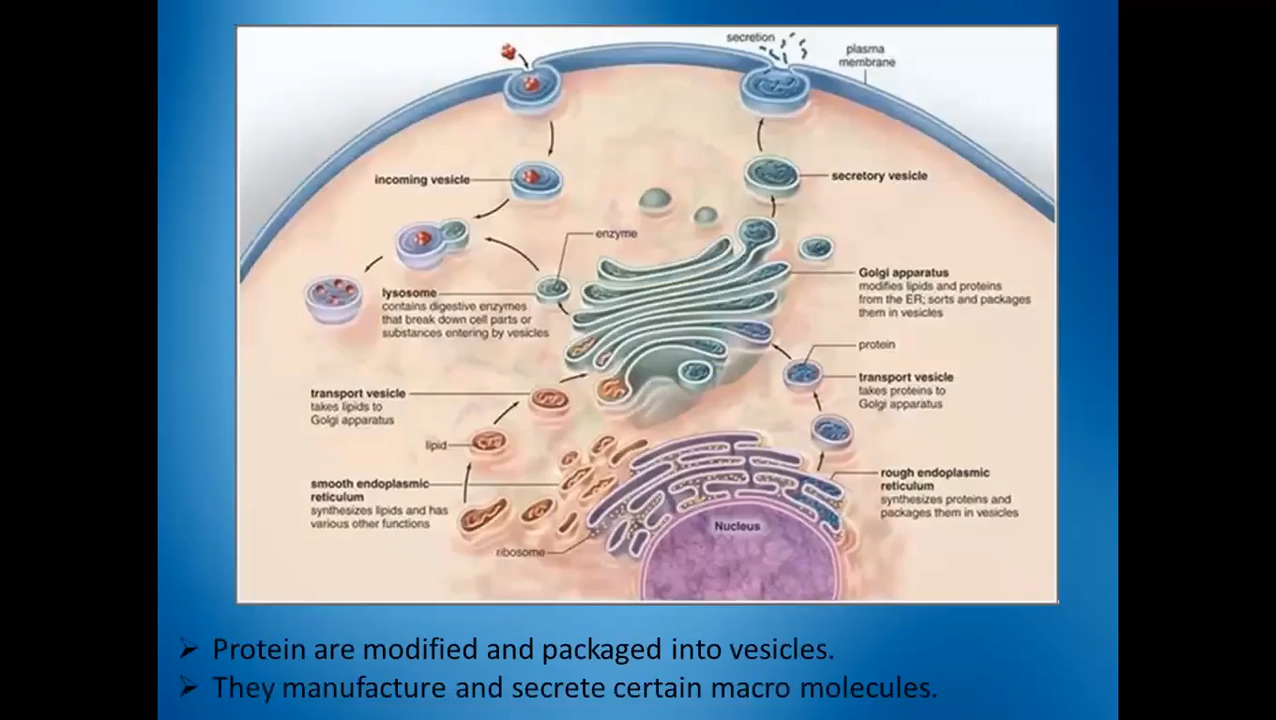 secretion
plasma
membrane
incoming vesicle
secretory vesicle
enzyme
Golgi apparatus
modifies lipids and proteins
from the ER; sorts and packages
them in vesicles
lysosome
contains digestive enzymes
that break down cell parts or
substances entering by vesicles
protein
transport vesicle
takes proteins to
Golgi apparatus
transport vesicle
takes lipids to
Golgi apparatus
lipid
smooth endoplasmic
reticulum
synthesizes lipids and has
various other functions
rough endoplasmic
reticulum
synthesizes proteins and
packages them in vesicles
Nucleus
ribosome
➢ Protein are modified and packaged into vesicles.
➢ They manufacture and secrete certain macro molecules.